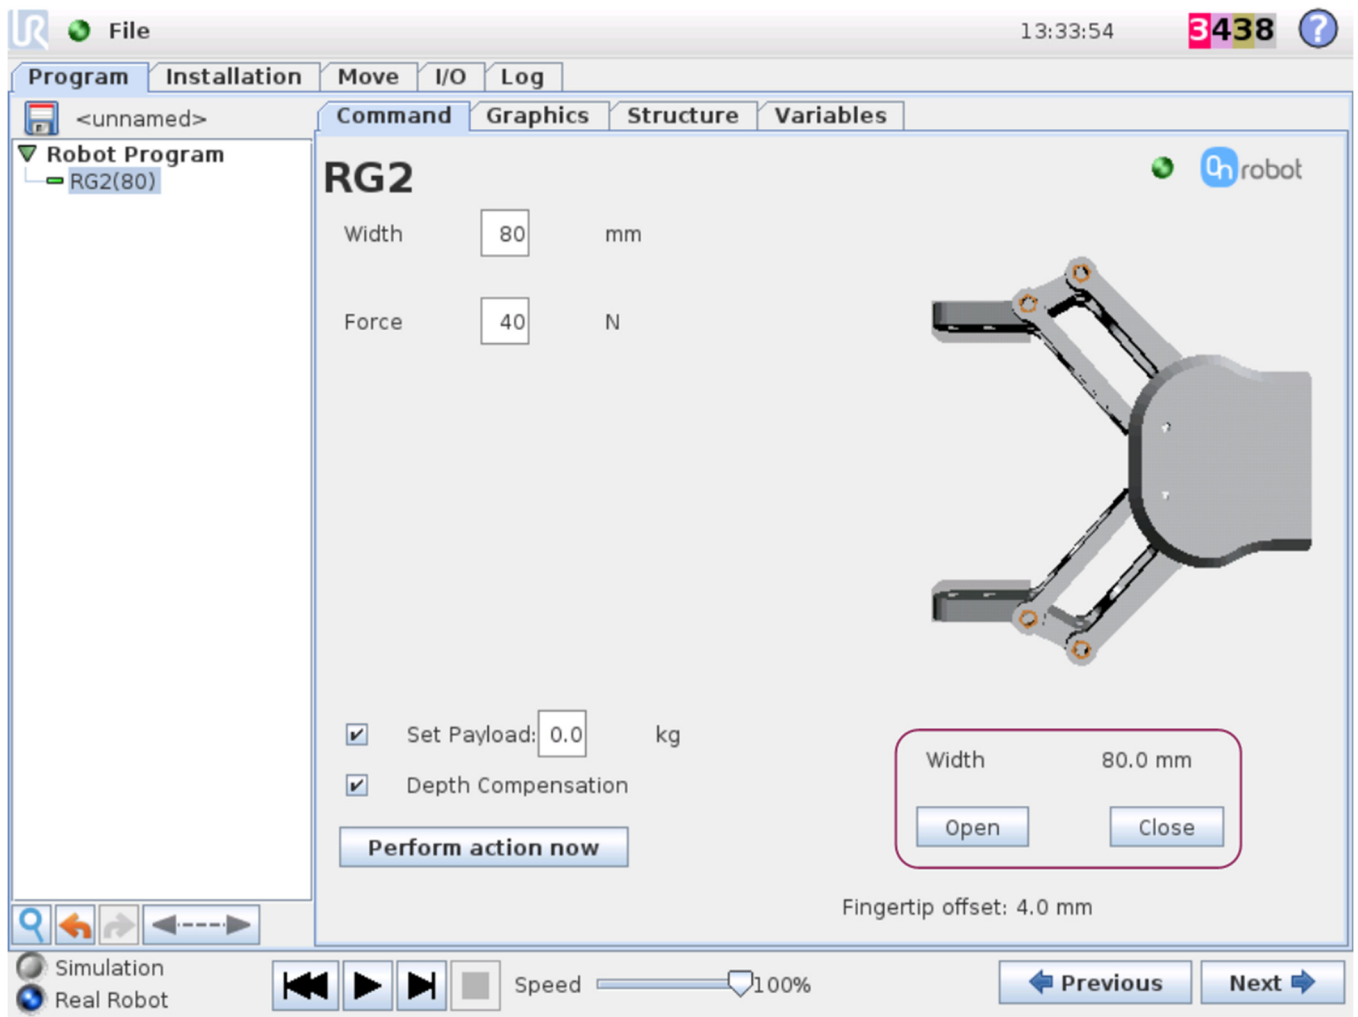 UR File 13:33:54 3438 ?
Program Installation Move I/O Log
<unnamed>
Command Graphics Structure Variables
Robot Program
RG2(80)
RG2
On robot
Width 80 mm
Force 40 N
Set Payload: 0.0 kg
Depth Compensation
Perform action now
Width 80.0 mm
Open Close
Fingertip offset: 4.0 mm
Simulation
Real Robot
Speed 100%
Previous Next